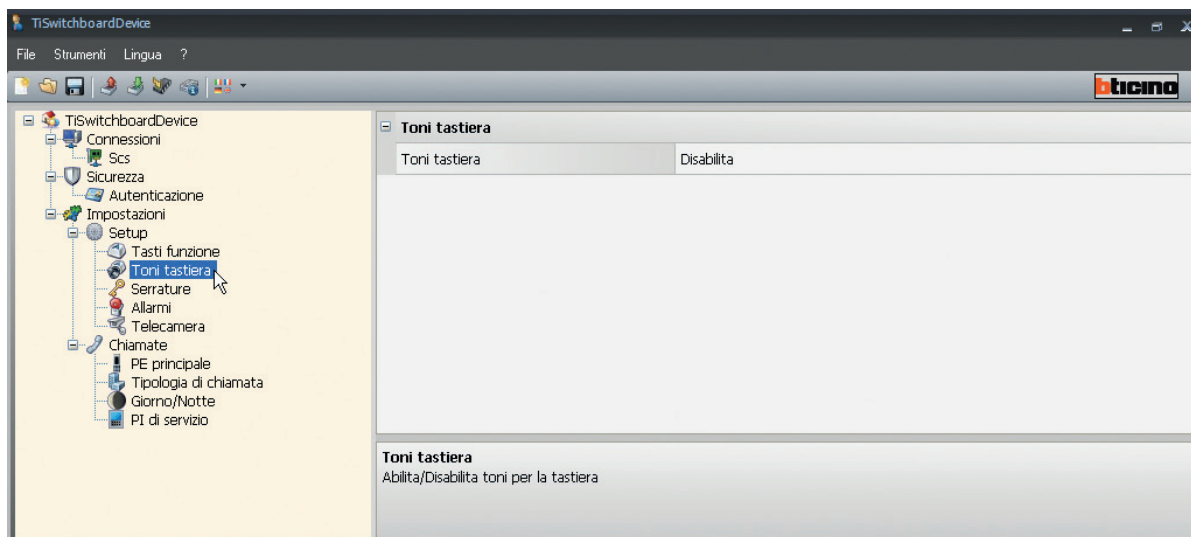 TiSwitchboardDevice
File Strumenti Lingua ?
bticino
TiSwitchboardDevice
Connessioni
Scs
Sicurezza
Autenticazione
Impostazioni
Setup
Tasti funzione
Toni tastiera
Serrature
Allarmi
Telecamera
Chiamate
PE principale
Tipologia di chiamata
Giorno/Notte
PI di servizio
Toni tastiera
Toni tastiera Disabilita
Toni tastiera
Abilita/Disabilita toni per la tastiera